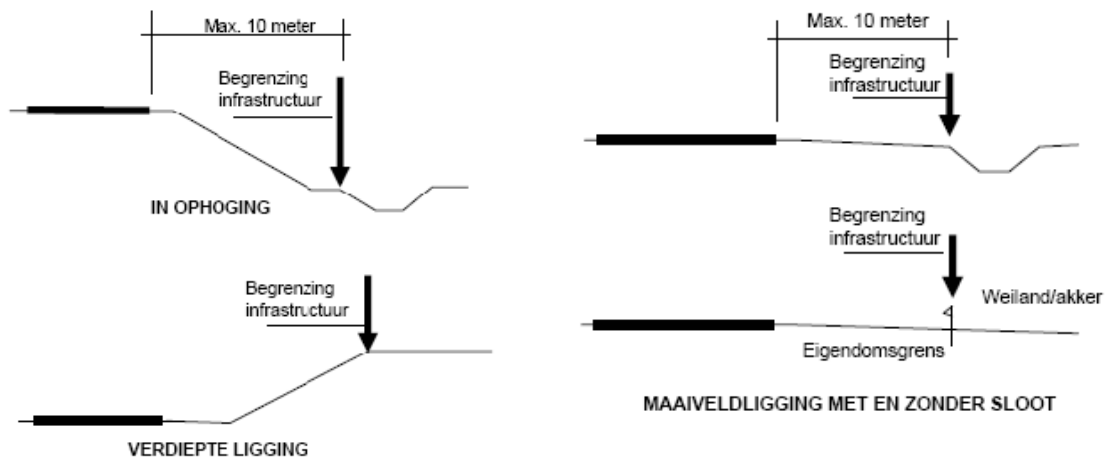 Max. 10 meter
Begrenzing
infrastructuur
IN OPHOGING
Begrenzing
infrastructuur
VERDIEPTE LIGGING
Max. 10 meter
Begrenzing
infrastructuur
Begrenzing
infrastructuur
Weiland/akker
Eigendomsgrens
MAAIVELDLIGGING MET EN ZONDER SLOOT